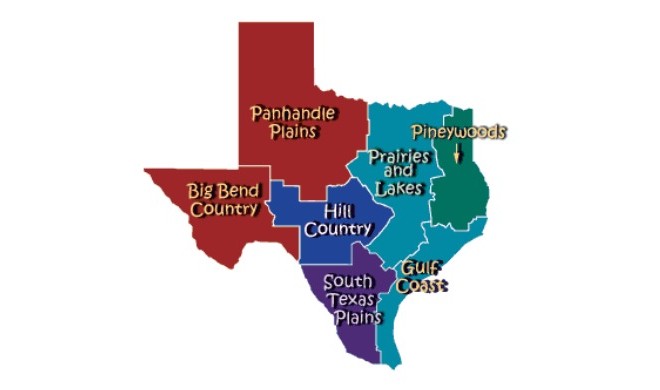 Panhandle
Plains
Pineywoods
Prairies
and
Lakes
Big Bend
Country
Hill
Country
Gulf
Coast
South
Texas
Plains